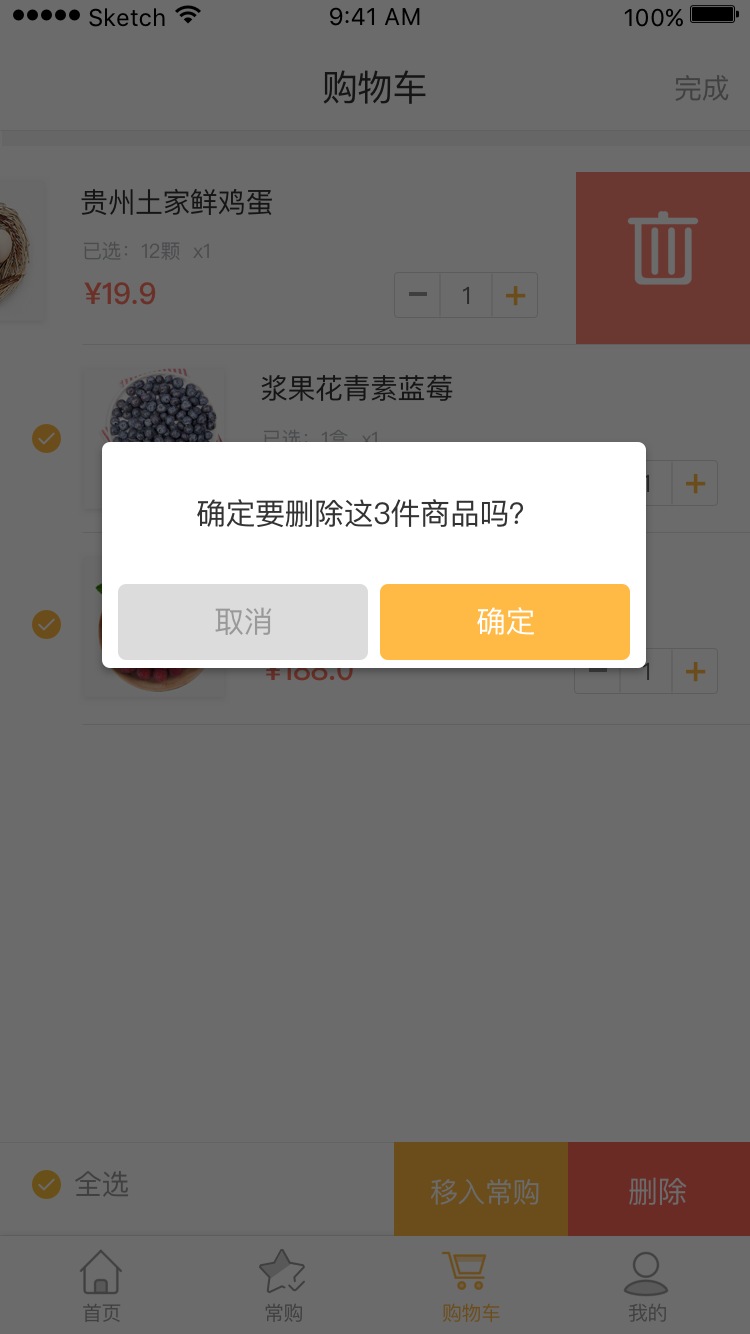 Sketch 9:41 AM 100%
购物车 完成
贵州土家鲜鸡蛋
已选：12颗 x1
¥19.9 1
浆果花青素蓝莓
已选：1盒 x1
1
确定要删除这3件商品吗?
取消 确定
¥188.0 1
全选 移入常购 删除
首页 常购 购物车 我的